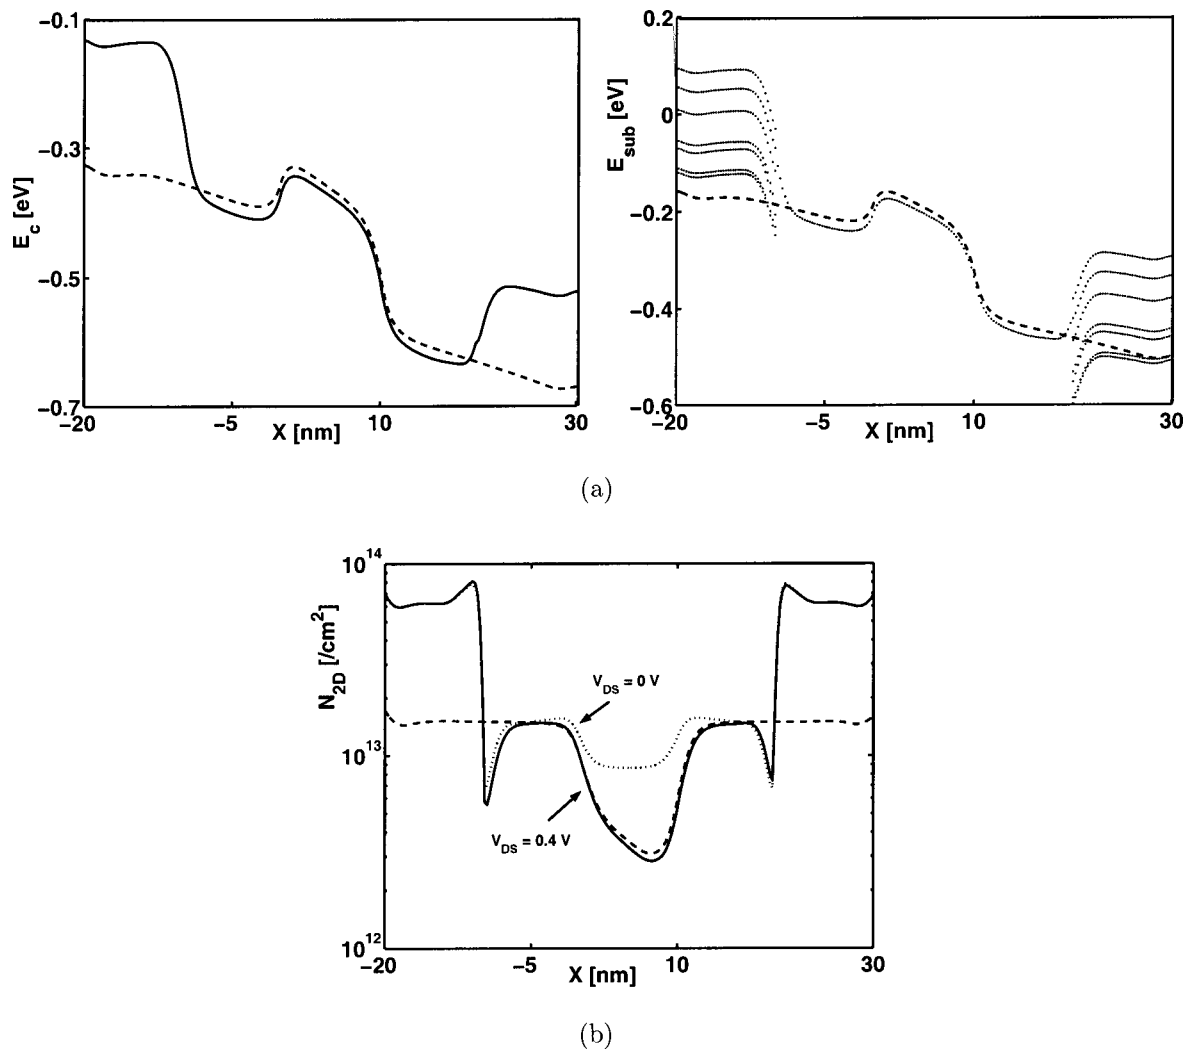 −0.1
−0.3
−0.5
−0.7
E_c [eV]
−20
−5
10
30
X [nm]
0.2
0
−0.2
−0.4
−0.6
E_sub [eV]
−20
−5
10
30
X [nm]
(a)
10^14
10^13
10^12
N_2D [/cm^2]
V_DS = 0 V
V_DS = 0.4 V
−20
−5
10
30
X [nm]
(b)